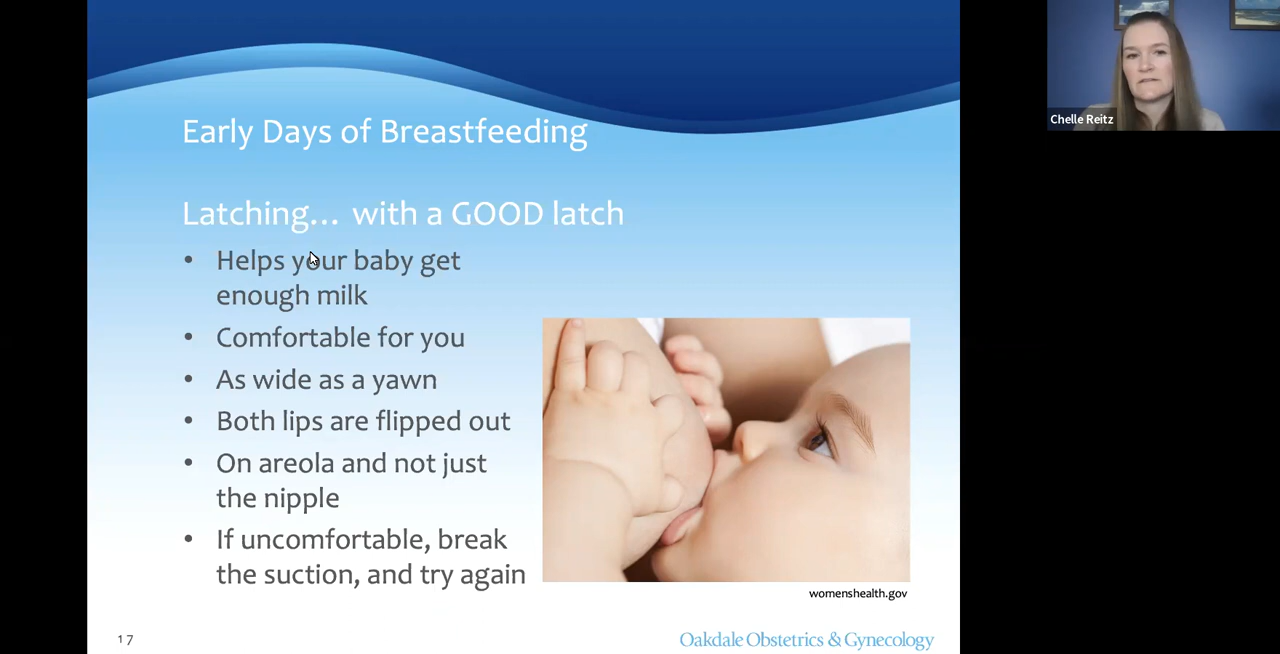 Chelle Reitz
Early Days of Breastfeeding
Latching... with a GOOD latch
• Helps your baby get
enough milk
• Comfortable for you
• As wide as a yawn
• Both lips are flipped out
• On areola and not just
the nipple
• If uncomfortable, break
the suction, and try again
womenshealth.gov
17
Oakdale Obstetrics & Gynecology